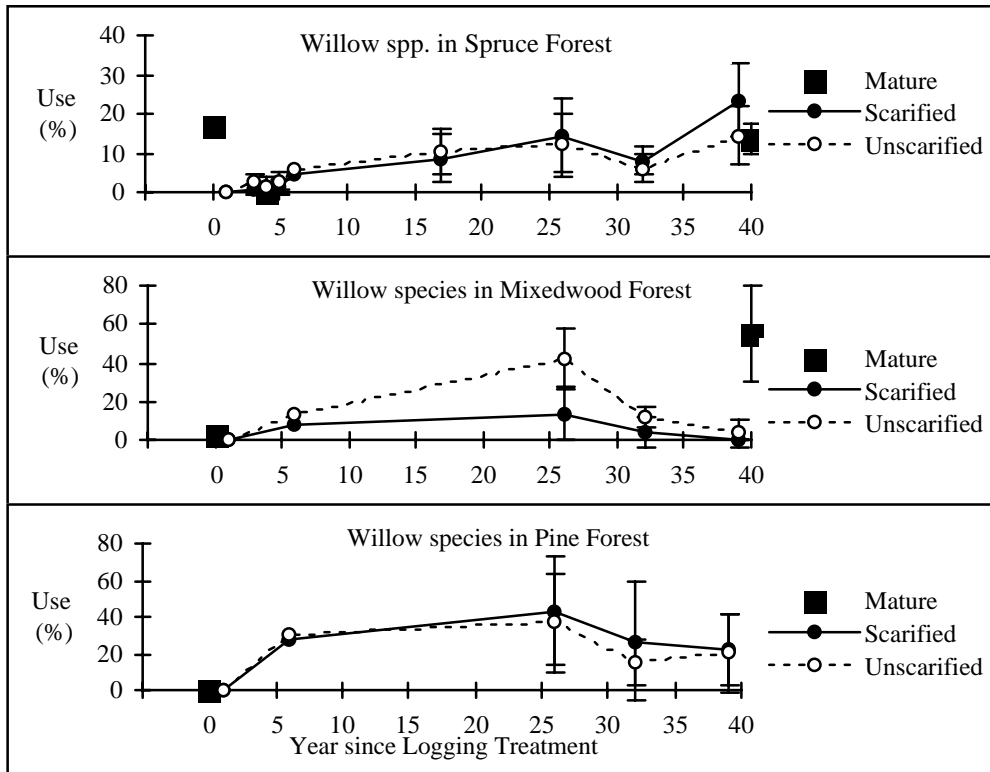 Willow spp. in Spruce Forest
Use
(%)
40
30
20
10
0
0 5 10 15 20 25 30 35 40
Mature
Scarified
Unscarified
Willow species in Mixedwood Forest
Use
(%)
80
60
40
20
0
0 5 10 15 20 25 30 35 40
Mature
Scarified
Unscarified
Willow species in Pine Forest
Use
(%)
80
60
40
20
0
0 5 10 15 20 25 30 35 40
Year since Logging Treatment
Mature
Scarified
Unscarified